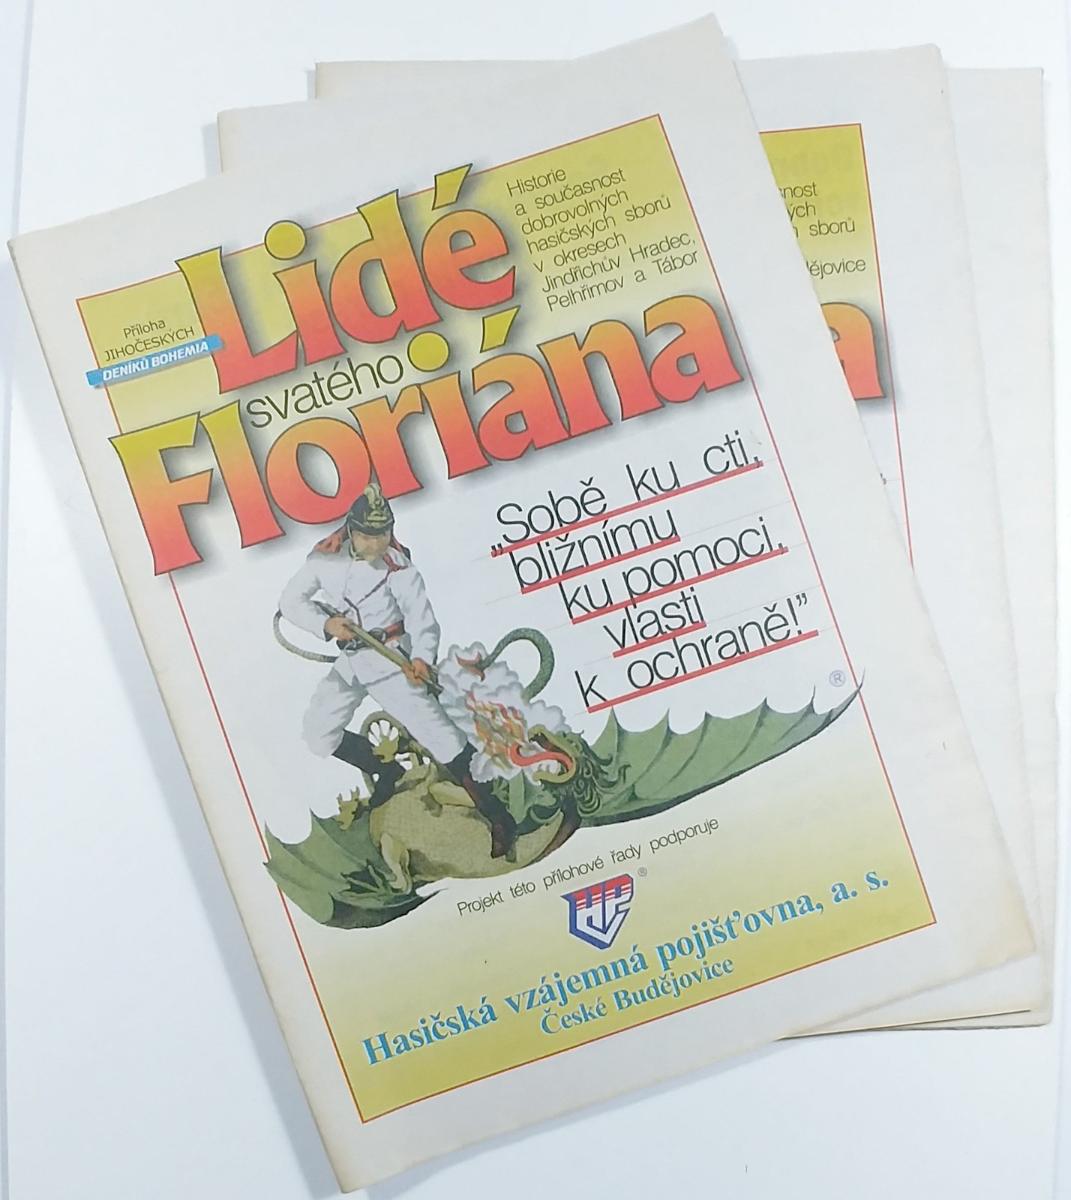 Lidé
svatého
Floriána
Historie
a současnost
dobrovolných
hasičských sborů
v okresech
Jindřichův Hradec,
Pelhřimov a Tábor
Příloha
JIHOČESKÝCH
DENÍKŮ BOHEMIA
„Sobě ku cti,
bližnímu
ku pomoci,
vlasti
k ochraně!”
®
Projekt této přílohové řady podporuje
HVP
®
Hasičská vzájemná pojišťovna, a. s.
České Budějovice
nost
ých
sborů
ějovice
a